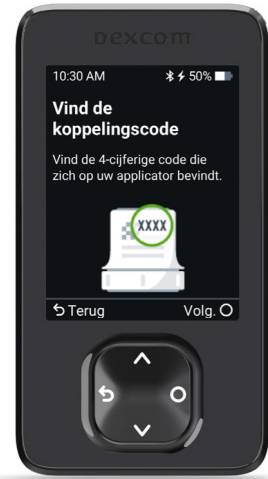 Dexcom
10:30 AM 50%
Vind de
koppelingscode
Vind de 4-cijferige code die
zich op uw applicator bevindt.
XXXX
Terug Volg.